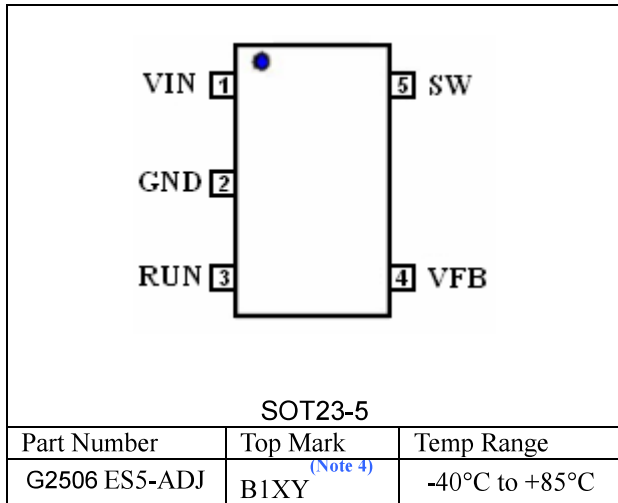 VIN 1 5 SW
GND 2
RUN 3 4 VFB
SOT23-5
Part Number Top Mark Temp Range
G2506 ES5-ADJ B1XY (Note 4) -40°C to +85°C